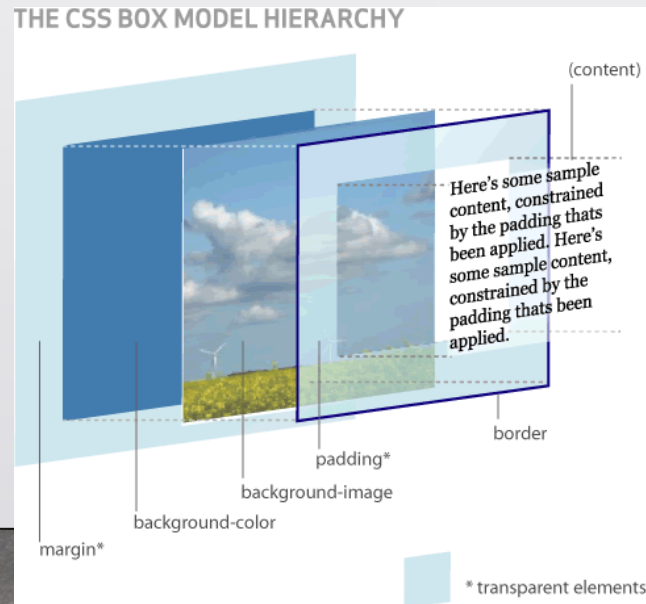 THE CSS BOX MODEL HIERARCHY
(content)
Here's some sample
content, constrained
by the padding thats
been applied. Here's
some sample content,
constrained by the
padding thats been
applied.
border
padding*
background-image
background-color
margin*
* transparent elements